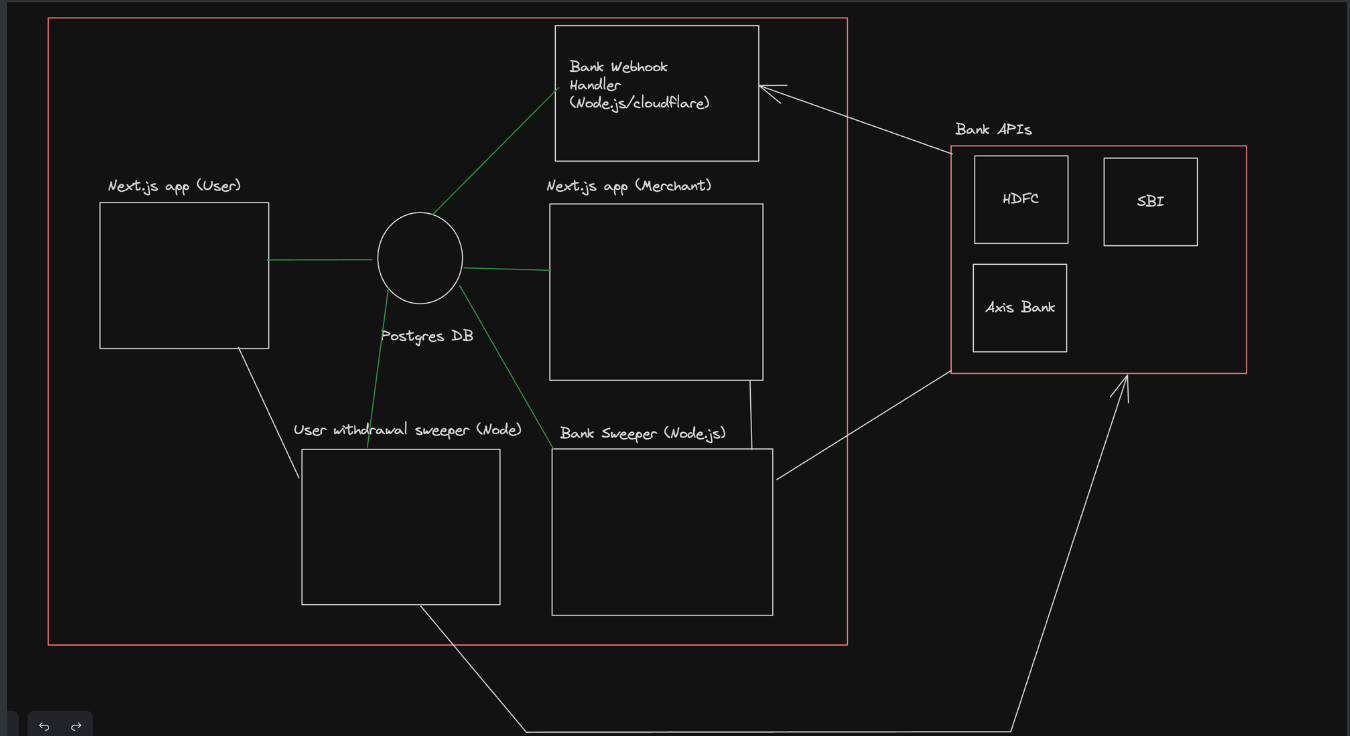 Bank Webhook
Handler
(Node.js/cloudflare)
Bank APIs
HDFC
SBI
Axis Bank
Next.js app (User)
Next.js app (Merchant)
Postgres DB
User withdrawal sweeper (Node)
Bank Sweeper (Node.js)